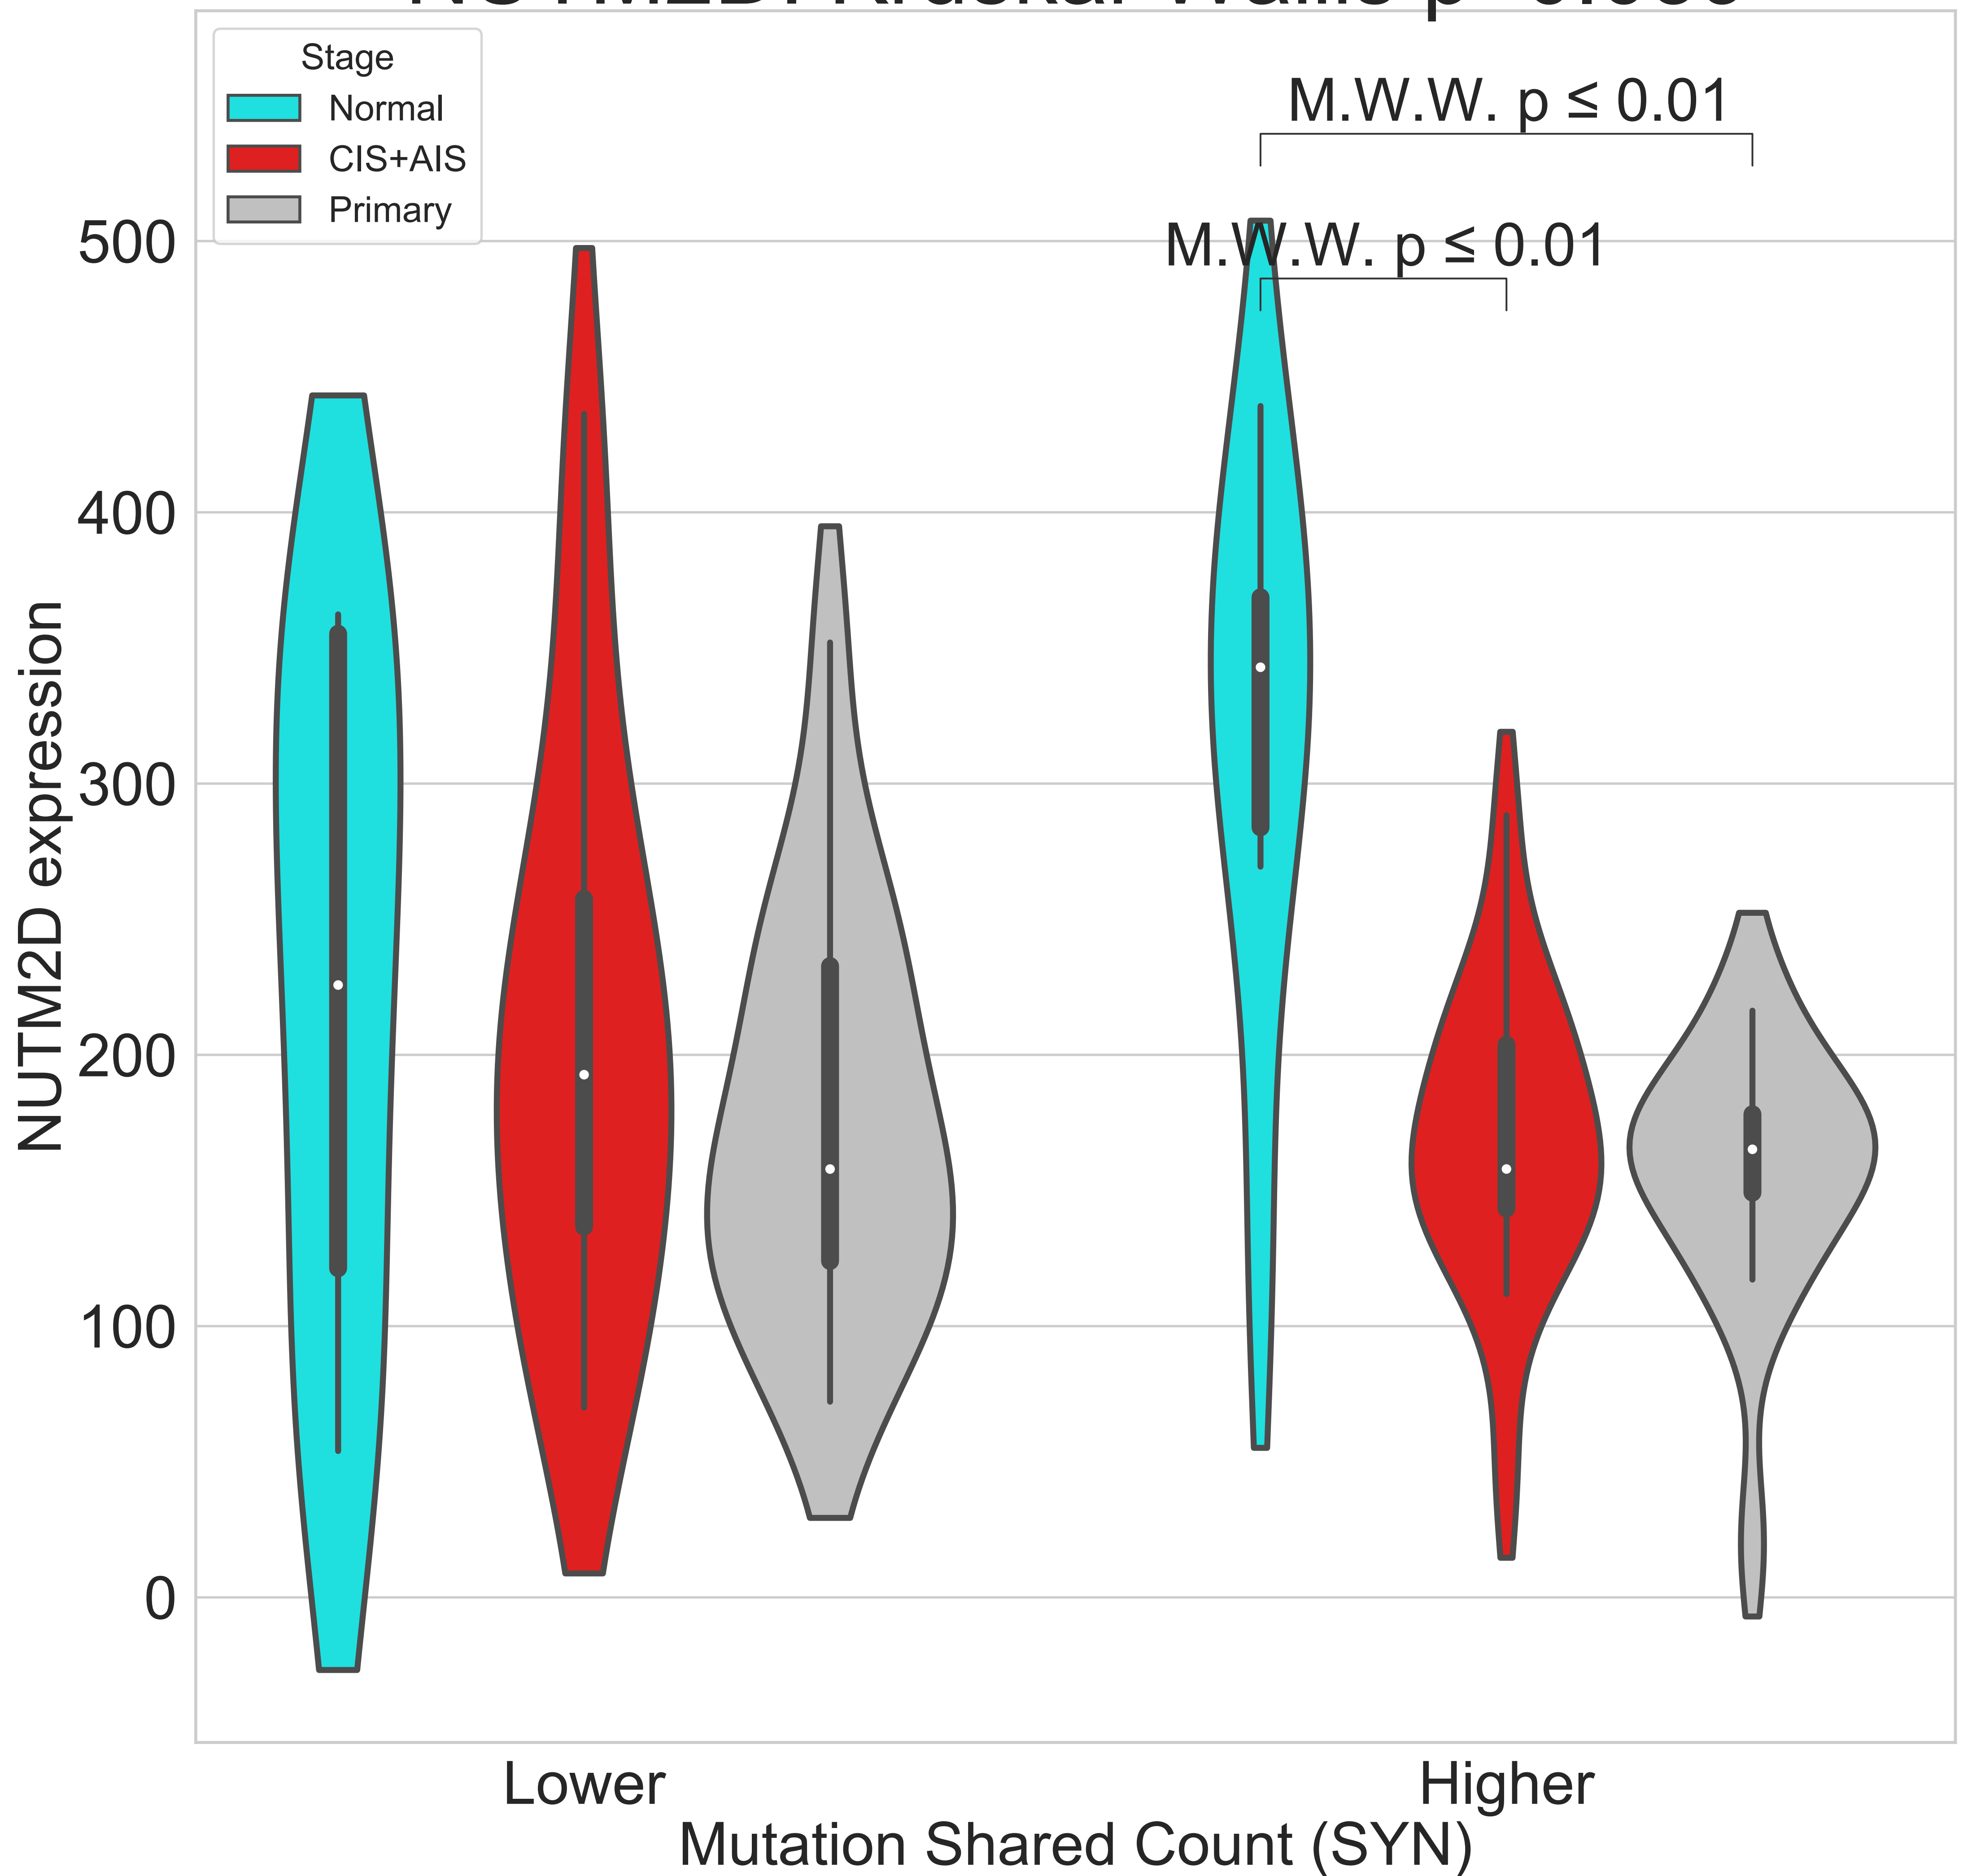 Stage
Normal
CIS+AIS
Primary
M.W.W. p ≤ 0.01
M.W.W. p ≤ 0.01
500
400
300
200
100
0
NUTM2D expression
Lower
Higher
Mutation Shared Count (SYN)